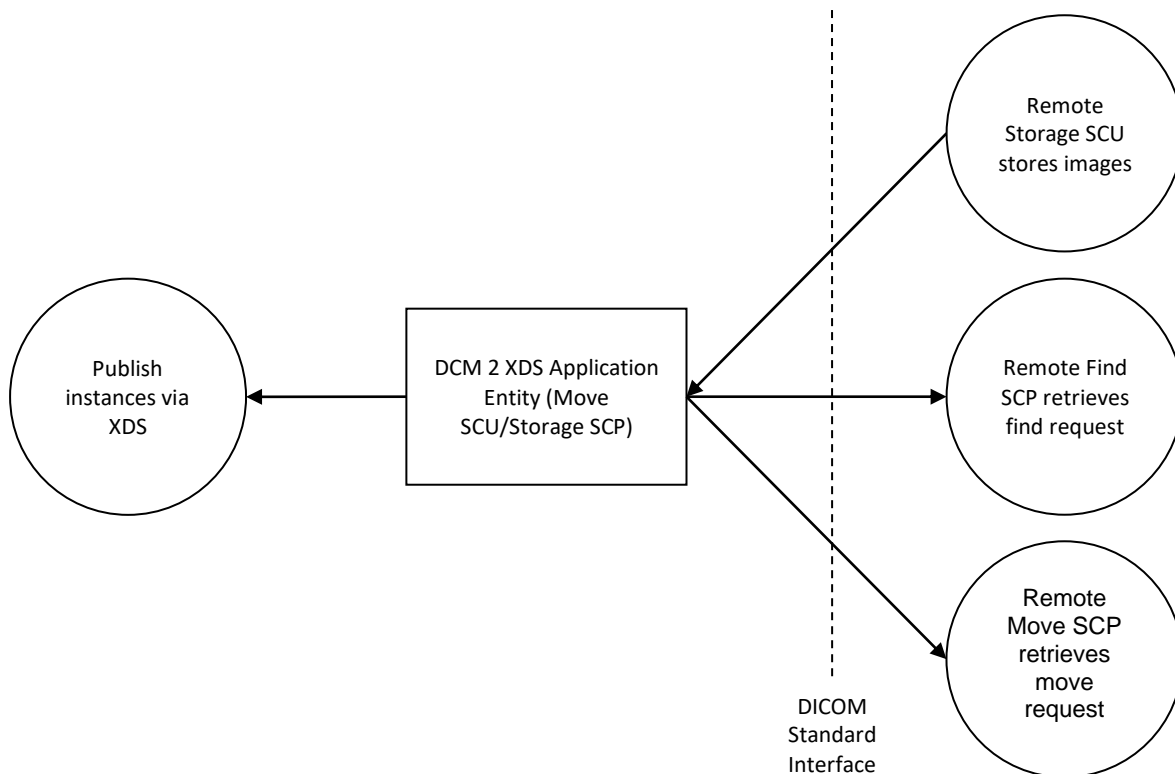 Remote
Storage SCU
stores images
Publish
instances via
XDS
DCM 2 XDS Application
Entity (Move
SCU/Storage SCP)
Remote Find
SCP retrieves
find request
Remote
Move SCP
retrieves
move
request
DICOM
Standard
Interface